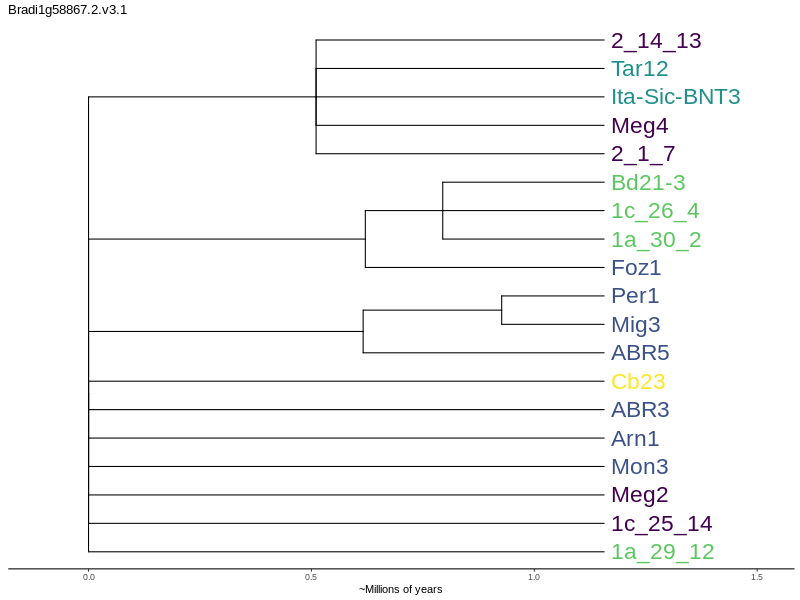 Bradi1g58867.2.v3.1
2_14_13
Tar12
Ita-Sic-BNT3
Meg4
2_1_7
Bd21-3
1c_26_4
1a_30_2
Foz1
Per1
Mig3
ABR5
Cb23
ABR3
Arn1
Mon3
Meg2
1c_25_14
1a_29_12
0.0 0.5 1.0 1.5
~Millions of years